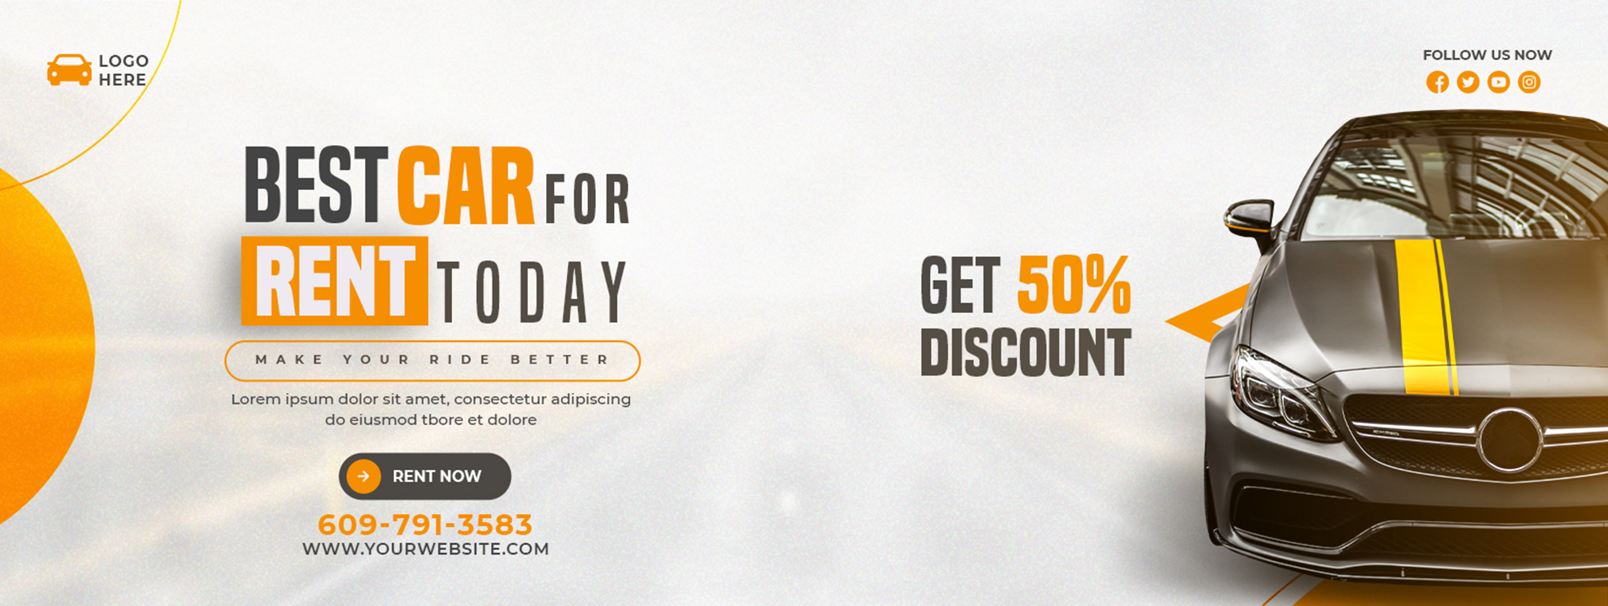 LOGO
HERE
FOLLOW US NOW
BEST CAR FOR
RENT TODAY
MAKE YOUR RIDE BETTER
Lorem ipsum dolor sit amet, consectetur adipiscing
do eiusmod tbore et dolore
RENT NOW
609-791-3583
WWW.YOURWEBSITE.COM
GET 50%
DISCOUNT